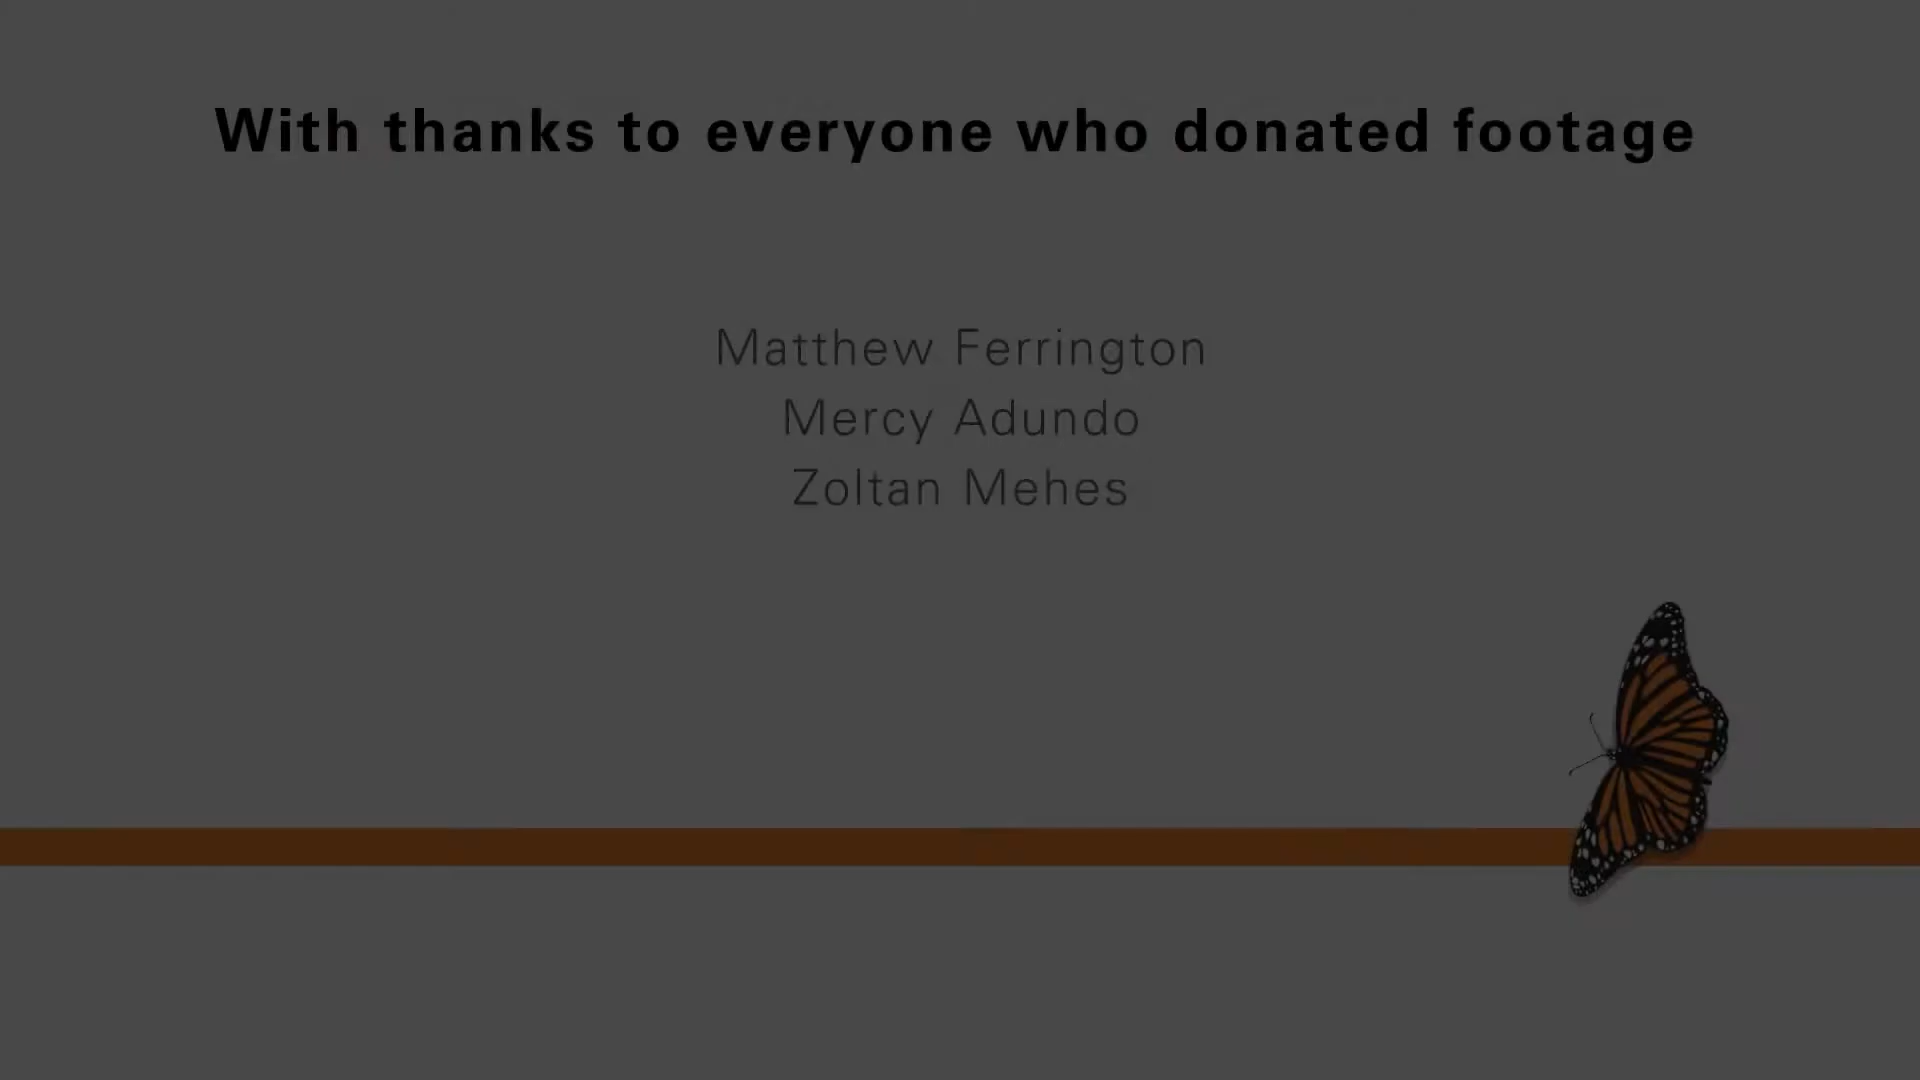 With thanks to everyone who donated footage
Matthew Ferrington
Mercy Adundo
Zoltan Mehes